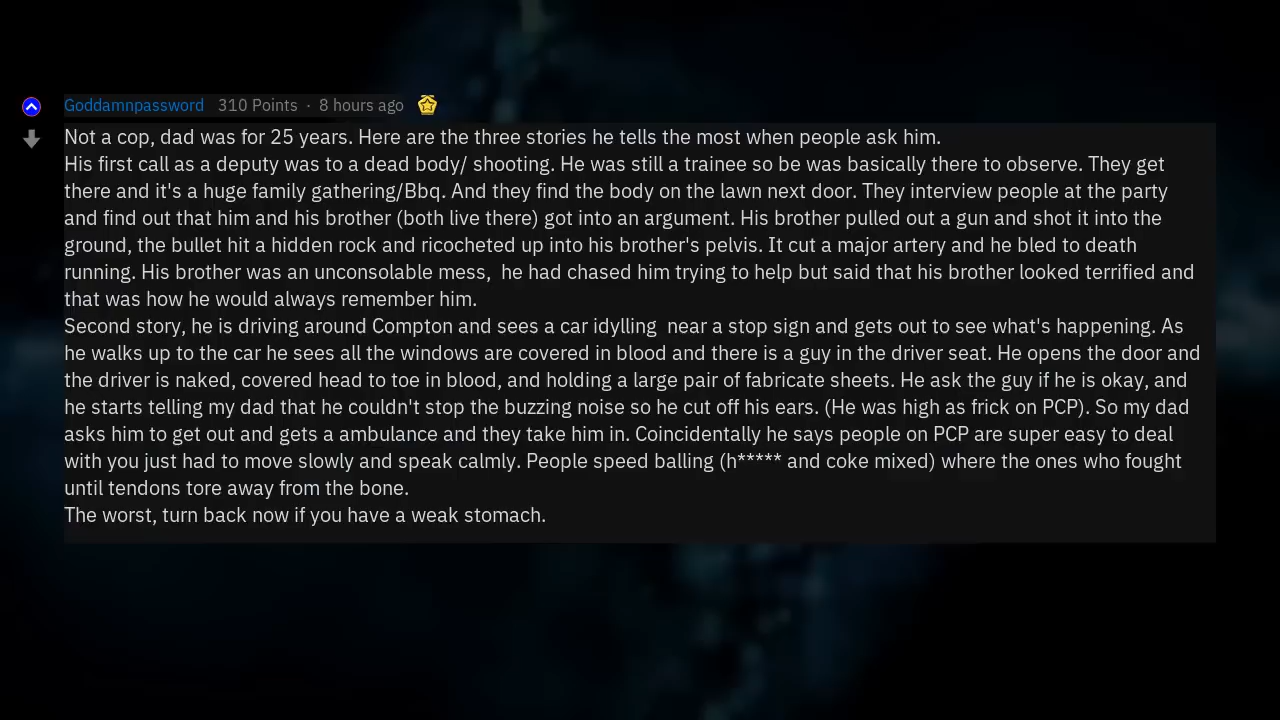 Goddamnpassword 310 Points · 8 hours ago
Not a cop, dad was for 25 years. Here are the three stories he tells the most when people ask him.
His first call as a deputy was to a dead body/ shooting. He was still a trainee so be was basically there to observe. They get
there and it's a huge family gathering/Bbq. And they find the body on the lawn next door. They interview people at the party
and find out that him and his brother (both live there) got into an argument. His brother pulled out a gun and shot it into the
ground, the bullet hit a hidden rock and ricocheted up into his brother's pelvis. It cut a major artery and he bled to death
running. His brother was an unconsolable mess,  he had chased him trying to help but said that his brother looked terrified and
that was how he would always remember him.
Second story, he is driving around Compton and sees a car idylling  near a stop sign and gets out to see what's happening. As
he walks up to the car he sees all the windows are covered in blood and there is a guy in the driver seat. He opens the door and
the driver is naked, covered head to toe in blood, and holding a large pair of fabricate sheets. He ask the guy if he is okay, and
he starts telling my dad that he couldn't stop the buzzing noise so he cut off his ears. (He was high as frick on PCP). So my dad
asks him to get out and gets a ambulance and they take him in. Coincidentally he says people on PCP are super easy to deal
with you just had to move slowly and speak calmly. People speed balling (h***** and coke mixed) where the ones who fought
until tendons tore away from the bone.
The worst, turn back now if you have a weak stomach.